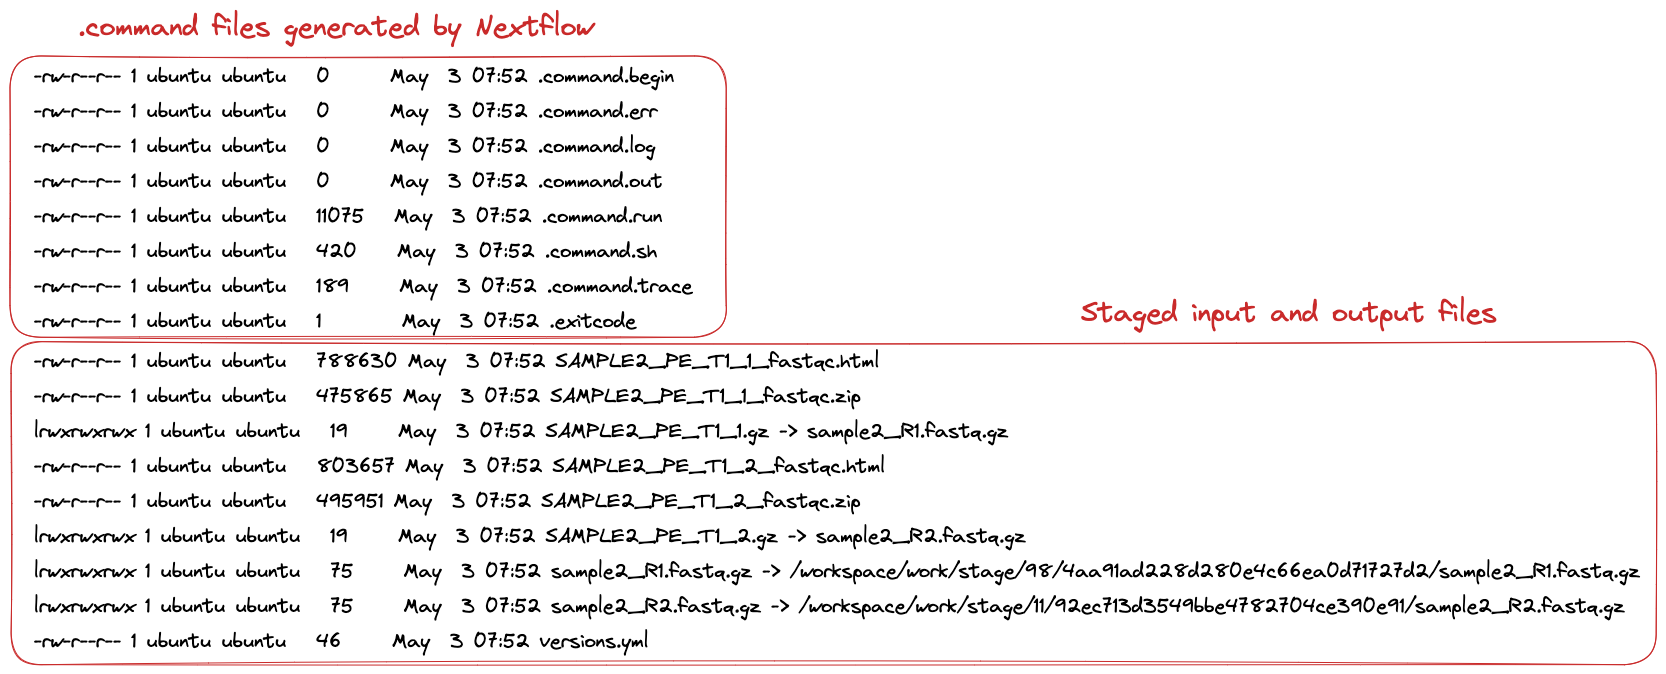 .command files generated by Nextflow
-rw-r--r-- 1 ubuntu ubuntu 0 May 3 07:52 .command.begin
-rw-r--r-- 1 ubuntu ubuntu 0 May 3 07:52 .command.err
-rw-r--r-- 1 ubuntu ubuntu 0 May 3 07:52 .command.log
-rw-r--r-- 1 ubuntu ubuntu 0 May 3 07:52 .command.out
-rw-r--r-- 1 ubuntu ubuntu 11075 May 3 07:52 .command.run
-rw-r--r-- 1 ubuntu ubuntu 420 May 3 07:52 .command.sh
-rw-r--r-- 1 ubuntu ubuntu 189 May 3 07:52 .command.trace
-rw-r--r-- 1 ubuntu ubuntu 1 May 3 07:52 .exitcode
Staged input and output files
-rw-r--r-- 1 ubuntu ubuntu 788630 May 3 07:52 SAMPLE2_PE_T1_1_fastqc.html
-rw-r--r-- 1 ubuntu ubuntu 475865 May 3 07:52 SAMPLE2_PE_T1_1_fastqc.zip
lrwxrwxrwx 1 ubuntu ubuntu 19 May 3 07:52 SAMPLE2_PE_T1_1.gz -> sample2_R1.fastq.gz
-rw-r--r-- 1 ubuntu ubuntu 803657 May 3 07:52 SAMPLE2_PE_T1_2_fastqc.html
-rw-r--r-- 1 ubuntu ubuntu 495951 May 3 07:52 SAMPLE2_PE_T1_2_fastqc.zip
lrwxrwxrwx 1 ubuntu ubuntu 19 May 3 07:52 SAMPLE2_PE_T1_2.gz -> sample2_R2.fastq.gz
lrwxrwxrwx 1 ubuntu ubuntu 75 May 3 07:52 sample2_R1.fastq.gz -> /workspace/work/stage/98/4aa91ad228d280e4c66ea0d71727d2/sample2_R1.fastq.gz
lrwxrwxrwx 1 ubuntu ubuntu 75 May 3 07:52 sample2_R2.fastq.gz -> /workspace/work/stage/11/92ec713d3549bbe4782704ce390e91/sample2_R2.fastq.gz
-rw-r--r-- 1 ubuntu ubuntu 46 May 3 07:52 versions.yml